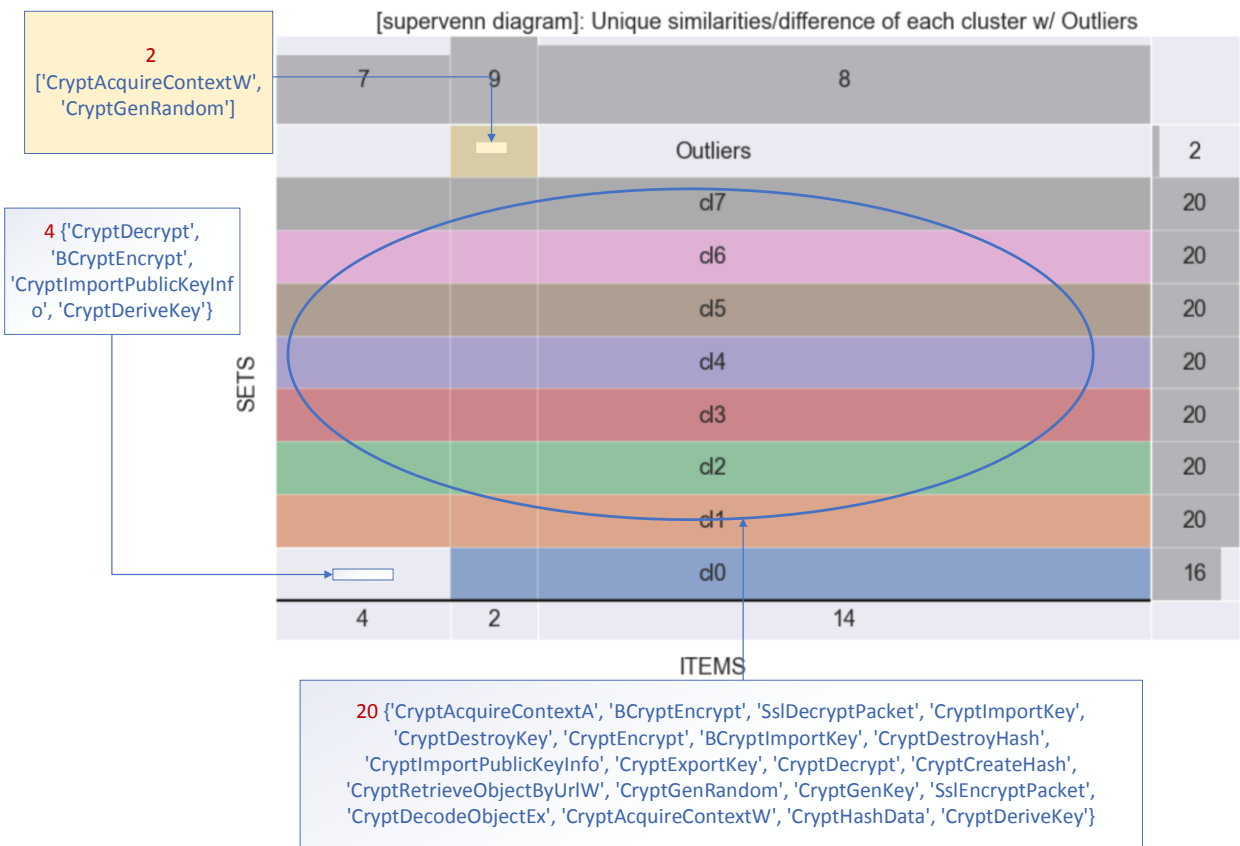 [supervenn diagram]: Unique similarities/difference of each cluster w/ Outliers
2
['CryptAcquireContextW',
'CryptGenRandom']
7 9 8
Outliers 2
cl7 20
4 {'CryptDecrypt',
'BCryptEncrypt',
'CryptImportPublicKeyInf
o', 'CryptDeriveKey'}
cl6 20
cl5 20
cl4 20
SETS
cl3 20
cl2 20
cl1 20
cl0 16
4 2 14
ITEMS
20 {'CryptAcquireContextA', 'BCryptEncrypt', 'SslDecryptPacket', 'CryptImportKey',
'CryptDestroyKey', 'CryptEncrypt', 'BCryptImportKey', 'CryptDestroyHash',
'CryptImportPublicKeyInfo', 'CryptExportKey', 'CryptDecrypt', 'CryptCreateHash',
'CryptRetrieveObjectByUrlW', 'CryptGenRandom', 'CryptGenKey', 'SslEncryptPacket',
'CryptDecodeObjectEx', 'CryptAcquireContextW', 'CryptHashData', 'CryptDeriveKey'}